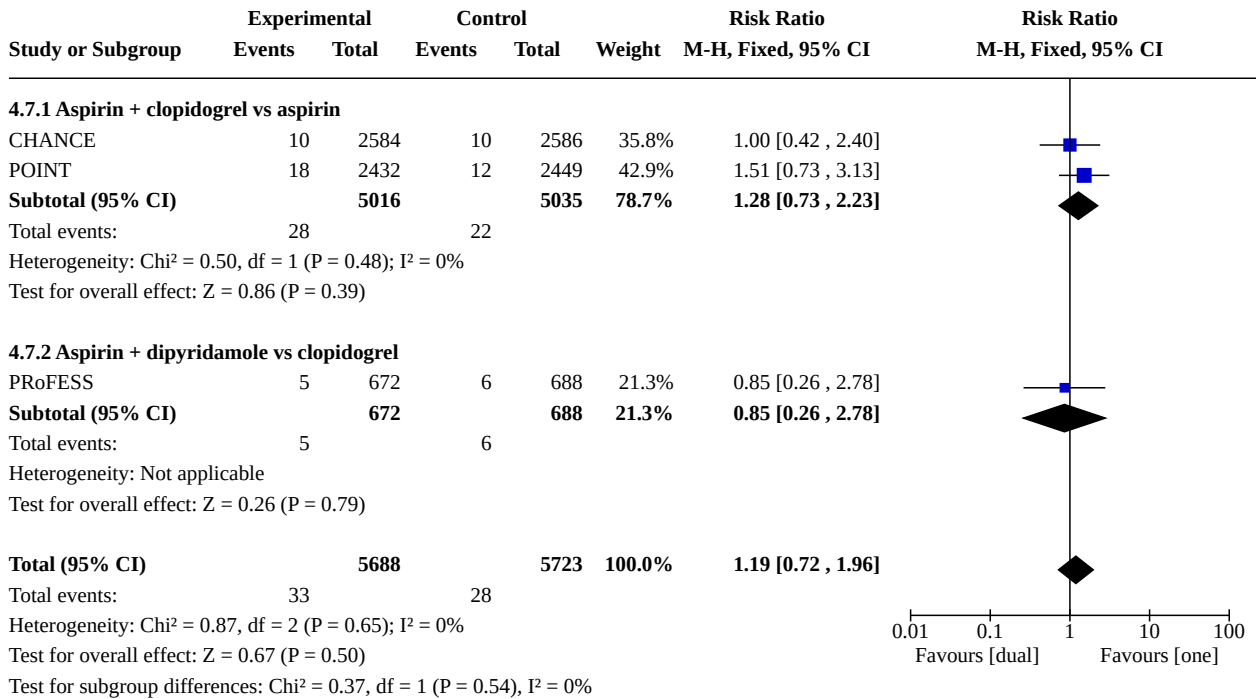 Experimental Control Risk Ratio Risk Ratio
Study or Subgroup Events Total Events Total Weight M-H, Fixed, 95% CI M-H, Fixed, 95% CI
4.7.1 Aspirin + clopidogrel vs aspirin
CHANCE 10 2584 10 2586 35.8% 1.00 [0.42 , 2.40]
POINT 18 2432 12 2449 42.9% 1.51 [0.73 , 3.13]
Subtotal (95% CI) 5016 5035 78.7% 1.28 [0.73 , 2.23]
Total events: 28 22
Heterogeneity: Chi² = 0.50, df = 1 (P = 0.48); I² = 0%
Test for overall effect: Z = 0.86 (P = 0.39)
4.7.2 Aspirin + dipyridamole vs clopidogrel
PRoFESS 5 672 6 688 21.3% 0.85 [0.26 , 2.78]
Subtotal (95% CI) 672 688 21.3% 0.85 [0.26 , 2.78]
Total events: 5 6
Heterogeneity: Not applicable
Test for overall effect: Z = 0.26 (P = 0.79)
Total (95% CI) 5688 5723 100.0% 1.19 [0.72 , 1.96]
Total events: 33 28
Heterogeneity: Chi² = 0.87, df = 2 (P = 0.65); I² = 0%
Test for overall effect: Z = 0.67 (P = 0.50)
Test for subgroup differences: Chi² = 0.37, df = 1 (P = 0.54), I² = 0%
0.01 0.1 1 10 100
Favours [dual] Favours [one]